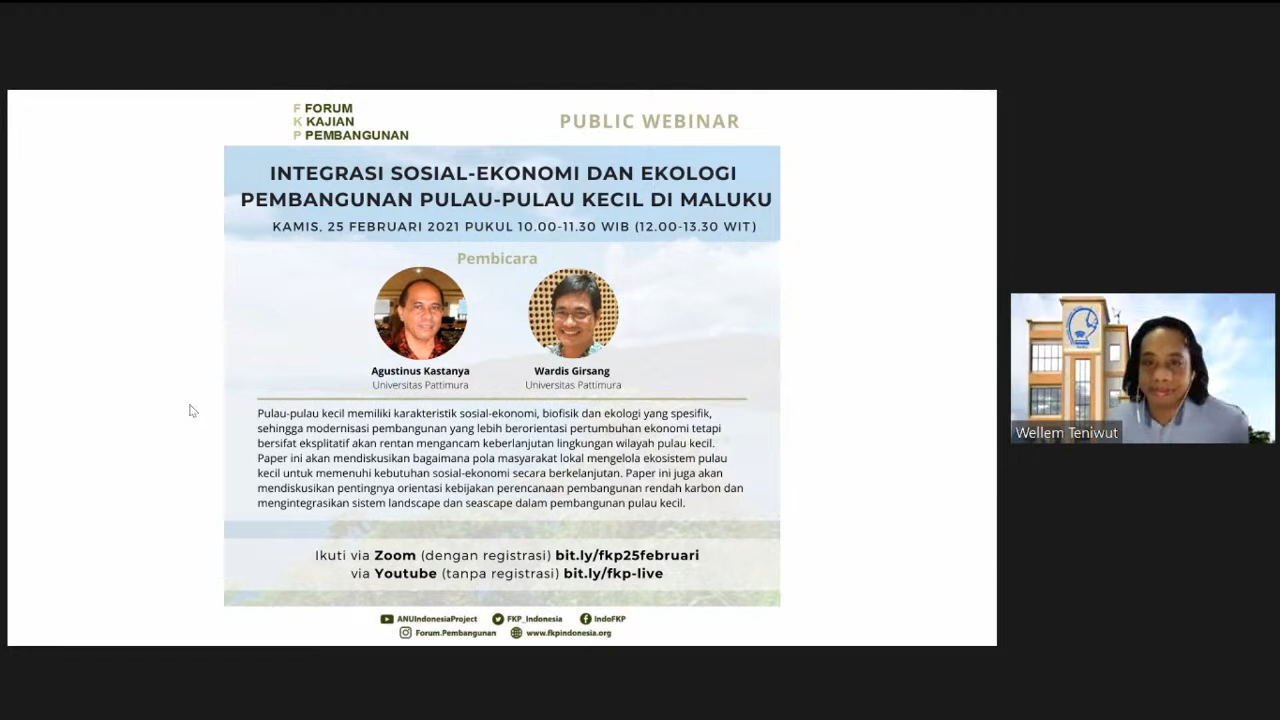 F FORUM
K KAJIAN
P PEMBANGUNAN
PUBLIC WEBINAR
INTEGRASI SOSIAL-EKONOMI DAN EKOLOGI
PEMBANGUNAN PULAU-PULAU KECIL DI MALUKU
KAMIS, 25 FEBRUARI 2021 PUKUL 10.00-11.30 WIB (12.00-13.30 WIT)
Pembicara
Agustinus Kastanya
Universitas Pattimura
Wardis Girsang
Universitas Pattimura
Pulau-pulau kecil memiliki karakteristik sosial-ekonomi, biofisik dan ekologi yang spesifik,
sehingga modernisasi pembangunan yang lebih berorientasi pertumbuhan ekonomi tetapi
bersifat eksplitatif akan rentan mengancam keberlanjutan lingkungan wilayah pulau kecil.
Paper ini akan mendiskusikan bagaimana pola masyarakat lokal mengelola ekosistem pulau
kecil untuk memenuhi kebutuhan sosial-ekonomi secara berkelanjutan. Paper ini juga akan
mendiskusikan pentingnya orientasi kebijakan perencanaan pembangunan rendah karbon dan
mengintegrasikan sistem landscape dan seascape dalam pembangunan pulau kecil.
Ikuti via Zoom (dengan registrasi) bit.ly/fkp25februari
via Youtube (tanpa registrasi) bit.ly/fkp-live
ANUIndonesiaProject FKP_Indonesia IndoFKP
Forum.Pembangunan www.fkpindonesia.org
Wellem Teniwut